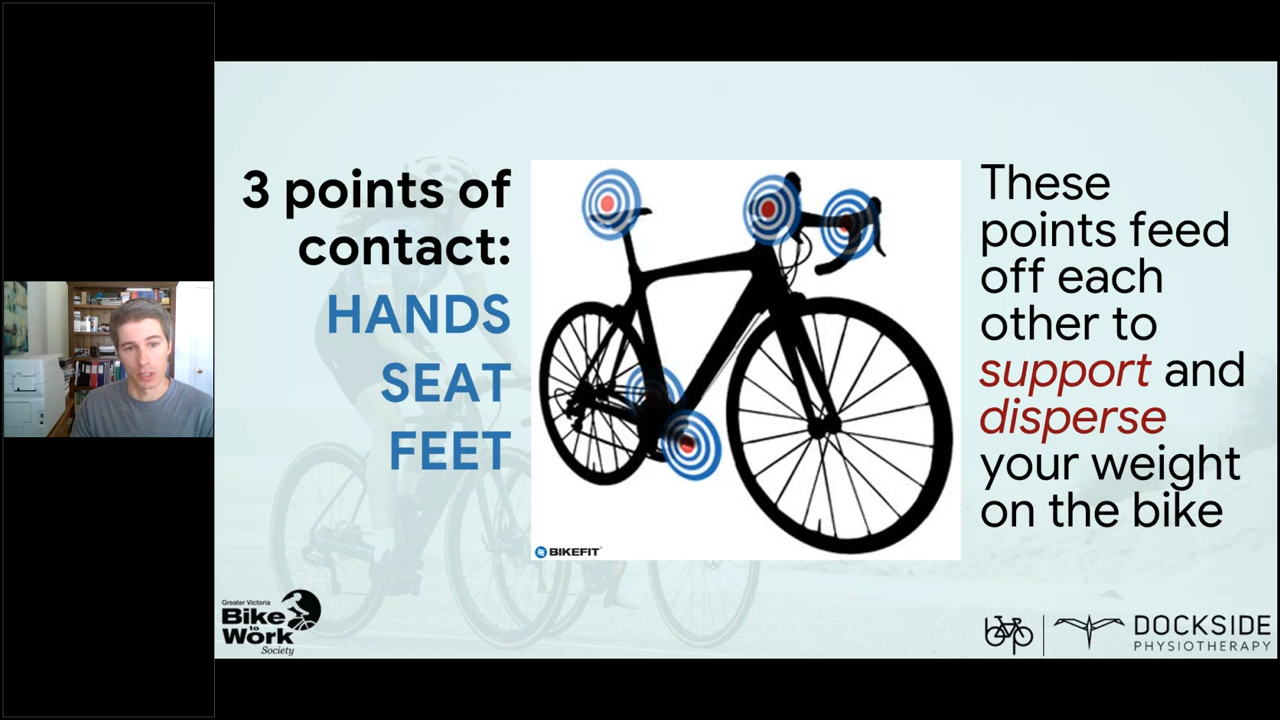 3 points of
contact:
HANDS
SEAT
FEET
These
points feed
off each
other to
support and
disperse
your weight
on the bike
BIKEFIT
Greater Victoria
Bike
to
Work
Society
DOCKSIDE
PHYSIOTHERAPY